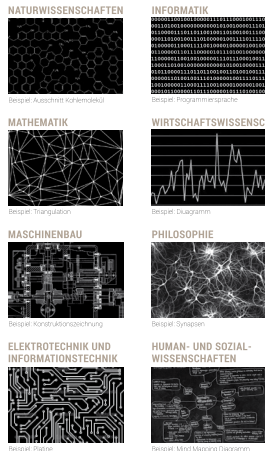 NATURWISSENSCHAFTEN
Beispiel: Ausschnitt Kohlemolekül
INFORMATIK
Beispiel: Programmiersprache
MATHEMATIK
Beispiel: Triangulation
WIRTSCHAFTSWISSENSC
Beispiel: Diuagramm
MASCHINENBAU
Beispiel: Konstruktionszeichnung
PHILOSOPHIE
Beispiel: Synapsen
ELEKTROTECHNIK UND
INFORMATIONSTECHNIK
Beispiel: Platine
HUMAN- UND SOZIAL-
WISSENSCHAFTEN
Beispiel: Mind Mapping Diagramm